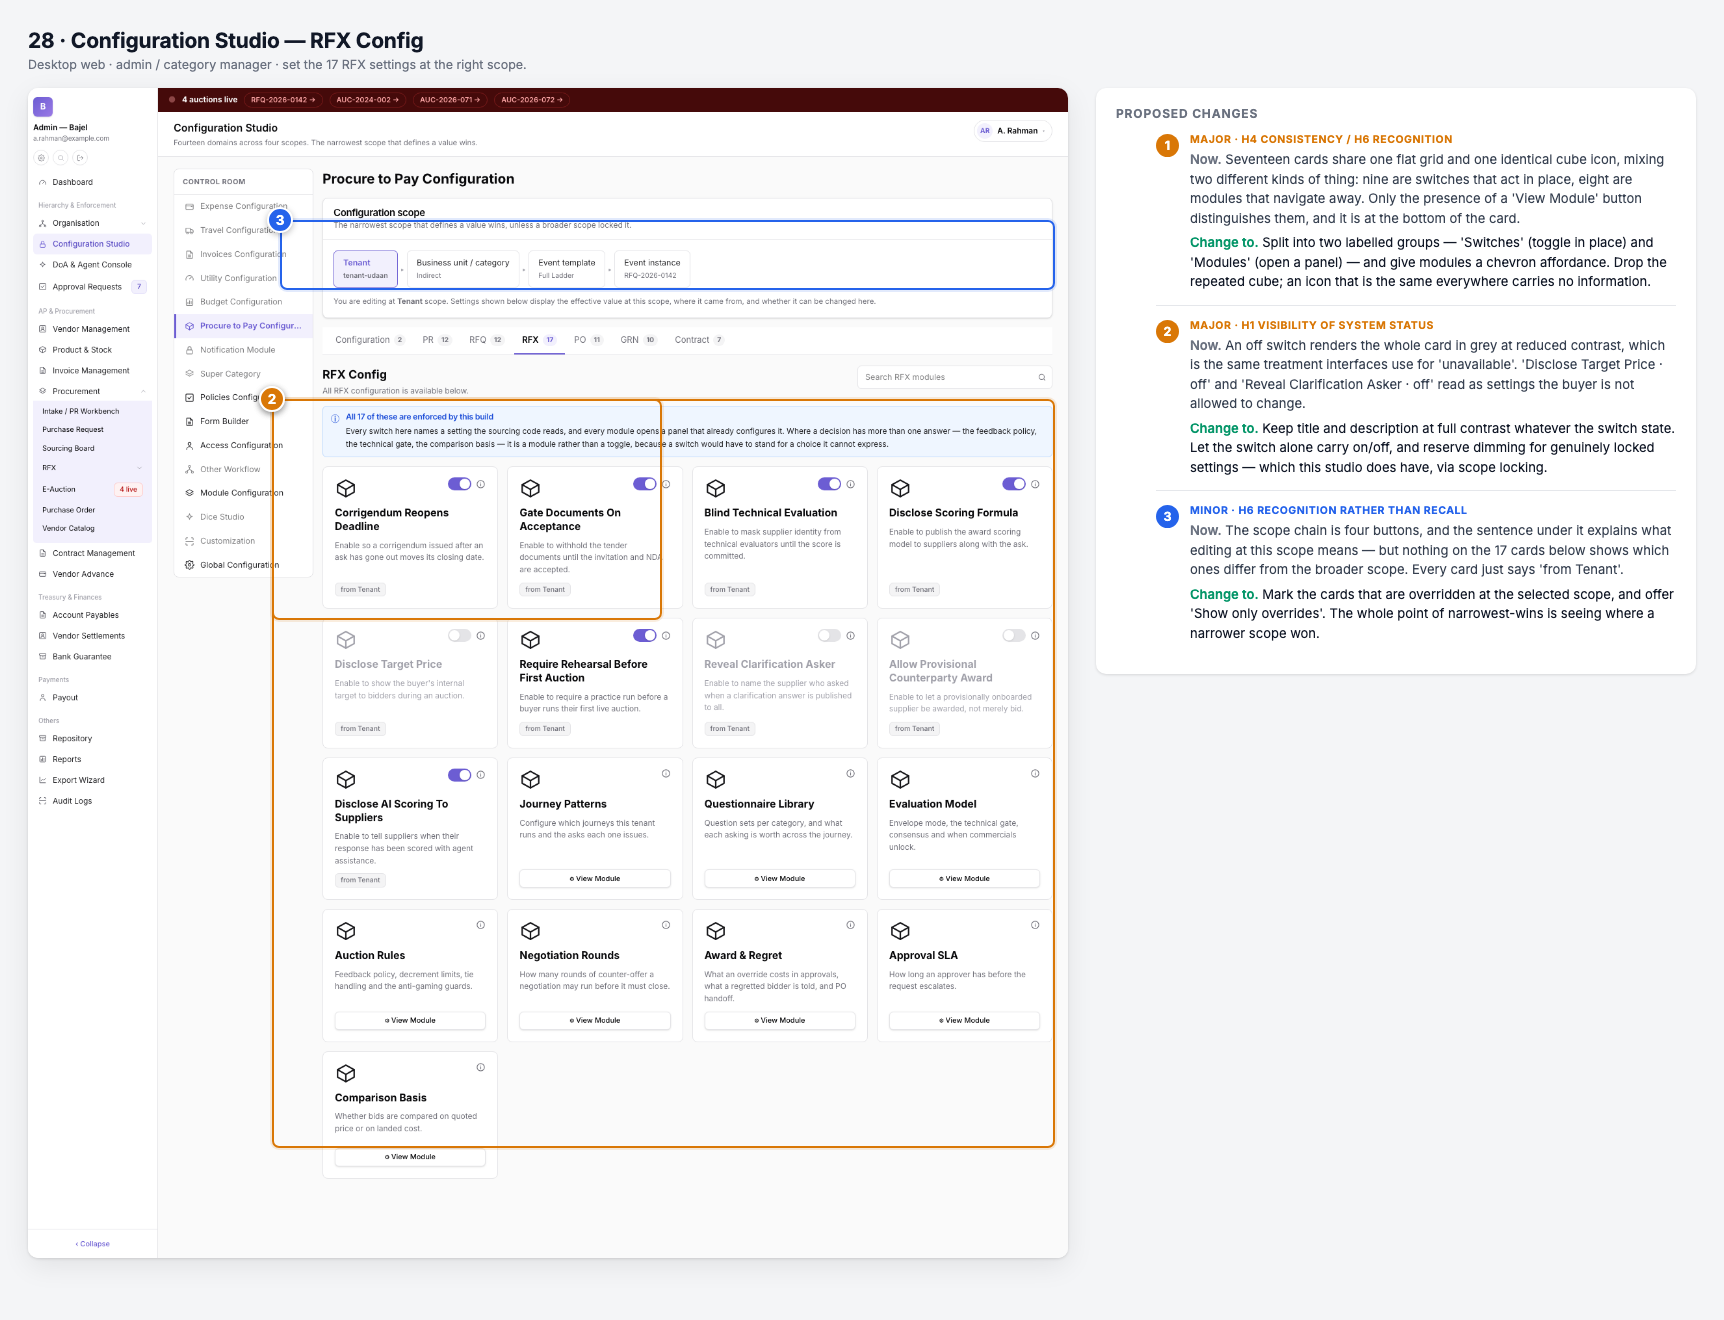 28 · Configuration Studio — RFX Config
Desktop web · admin / category manager · set the 17 RFX settings at the right scope.
B
Admin — Bajel
a.rahman@example.com
Dashboard
Hierarchy & Enforcement
Organisation
Configuration Studio
DoA & Agent Console
Approval Requests 7
AP & Procurement
Vendor Management
Product & Stock
Invoice Management
Procurement
Intake / PR Workbench
Purchase Request
Sourcing Board
RFX
E-Auction 4 live
Purchase Order
Vendor Catalog
Contract Management
Vendor Advance
Treasury & Finances
Account Payables
Vendor Settlements
Bank Guarantee
Payments
Payout
Others
Repository
Reports
Export Wizard
Audit Logs
‹ Collapse
4 auctions live RFQ-2026-0142 → AUC-2024-002 → AUC-2026-071 → AUC-2026-072 →
Configuration Studio
Fourteen domains across four scopes. The narrowest scope that defines a value wins.
AR A. Rahman
CONTROL ROOM
Expense Configuration
Travel Configuration
Invoices Configuration
Utility Configuration
Budget Configuration
Procure to Pay Configur...
Notification Module
Super Category
Policies Config
Form Builder
Access Configuration
Other Workflow
Module Configuration
Dice Studio
Customization
Global Configuration
Procure to Pay Configuration
Configuration scope
The narrowest scope that defines a value wins, unless a broader scope locked it.
Tenant
tenant-udaan
Business unit / category
Indirect
Event template
Full Ladder
Event instance
RFQ-2026-0142
You are editing at Tenant scope. Settings shown below display the effective value at this scope, where it came from, and whether it can be changed here.
Configuration 2 PR 12 RFQ 12 RFX 17 PO 11 GRN 10 Contract 7
RFX Config
All RFX configuration is available below.
Search RFX modules
All 17 of these are enforced by this build
Every switch here names a setting the sourcing code reads, and every module opens a panel that already configures it. Where a decision has more than one answer — the feedback policy,
the technical gate, the comparison basis — it is a module rather than a toggle, because a switch would have to stand for a choice it cannot express.
Corrigendum Reopens
Deadline
Enable so a corrigendum issued after an
ask has gone out moves its closing date.
from Tenant
Gate Documents On
Acceptance
Enable to withhold the tender
documents until the invitation and NDA
are accepted.
from Tenant
Blind Technical Evaluation
Enable to mask supplier identity from
technical evaluators until the score is
committed.
from Tenant
Disclose Scoring Formula
Enable to publish the award scoring
model to suppliers along with the ask.
from Tenant
Disclose Target Price
Enable to show the buyer's internal
target to bidders during an auction.
from Tenant
Require Rehearsal Before
First Auction
Enable to require a practice run before a
buyer runs their first live auction.
from Tenant
Reveal Clarification Asker
Enable to name the supplier who asked
when a clarification answer is published
to all.
from Tenant
Allow Provisional
Counterparty Award
Enable to let a provisionally onboarded
supplier be awarded, not merely bid.
from Tenant
Disclose AI Scoring To
Suppliers
Enable to tell suppliers when their
response has been scored with agent
assistance.
from Tenant
Journey Patterns
Configure which journeys this tenant
runs and the asks each one issues.
View Module
Questionnaire Library
Question sets per category, and what
each asking is worth across the journey.
View Module
Evaluation Model
Envelope mode, the technical gate,
consensus and when commercials
unlock.
View Module
Auction Rules
Feedback policy, decrement limits, tie
handling and the anti-gaming guards.
View Module
Negotiation Rounds
How many rounds of counter-offer a
negotiation may run before it must close.
View Module
Award & Regret
What an override costs in approvals,
what a regretted bidder is told, and PO
handoff.
View Module
Approval SLA
How long an approver has before the
request escalates.
View Module
Comparison Basis
Whether bids are compared on quoted
price or on landed cost.
View Module
3
2
PROPOSED CHANGES
1 MAJOR · H4 CONSISTENCY / H6 RECOGNITION
Now. Seventeen cards share one flat grid and one identical cube icon, mixing
two different kinds of thing: nine are switches that act in place, eight are
modules that navigate away. Only the presence of a 'View Module' button
distinguishes them, and it is at the bottom of the card.
Change to. Split into two labelled groups — 'Switches' (toggle in place) and
'Modules' (open a panel) — and give modules a chevron affordance. Drop the
repeated cube; an icon that is the same everywhere carries no information.
2 MAJOR · H1 VISIBILITY OF SYSTEM STATUS
Now. An off switch renders the whole card in grey at reduced contrast, which
is the same treatment interfaces use for 'unavailable'. 'Disclose Target Price ·
off' and 'Reveal Clarification Asker · off' read as settings the buyer is not
allowed to change.
Change to. Keep title and description at full contrast whatever the switch state.
Let the switch alone carry on/off, and reserve dimming for genuinely locked
settings — which this studio does have, via scope locking.
3 MINOR · H6 RECOGNITION RATHER THAN RECALL
Now. The scope chain is four buttons, and the sentence under it explains what
editing at this scope means — but nothing on the 17 cards below shows which
ones differ from the broader scope. Every card just says 'from Tenant'.
Change to. Mark the cards that are overridden at the selected scope, and offer
'Show only overrides'. The whole point of narrowest-wins is seeing where a
narrower scope won.